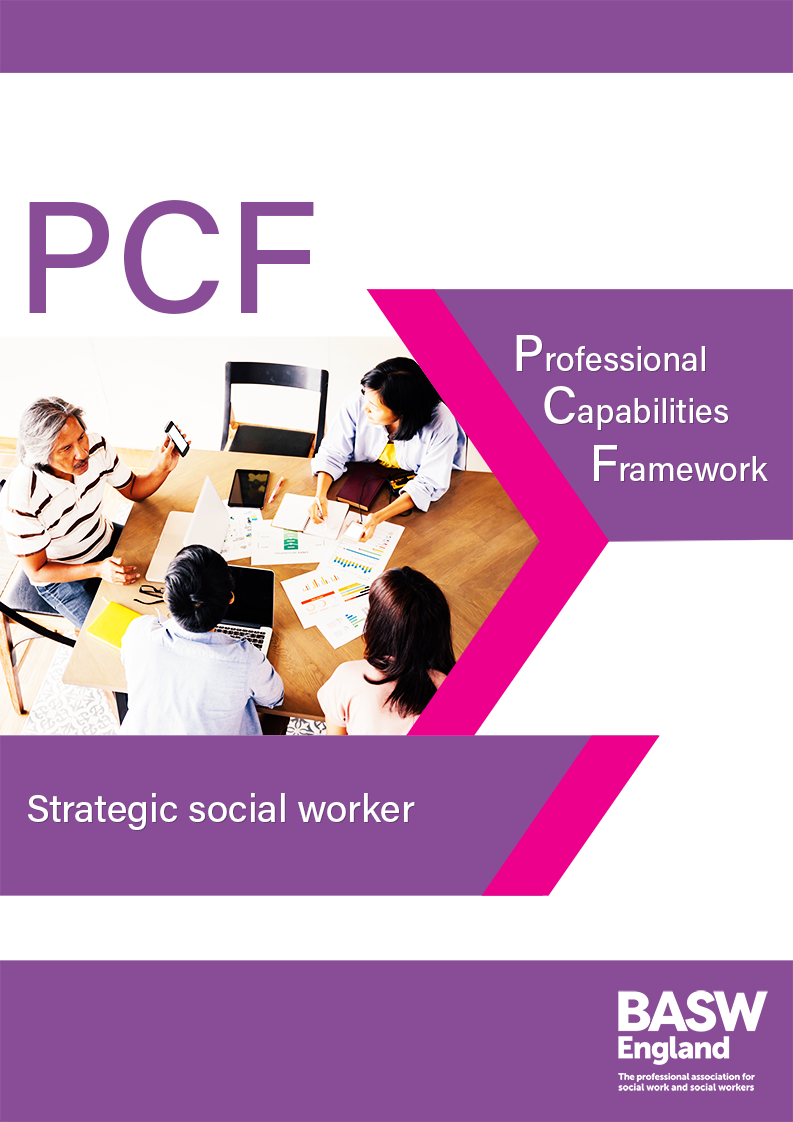 PCF
Professional
Capabilities
Framework
Strategic social worker
BASW
England
The professional association for
social work and social workers